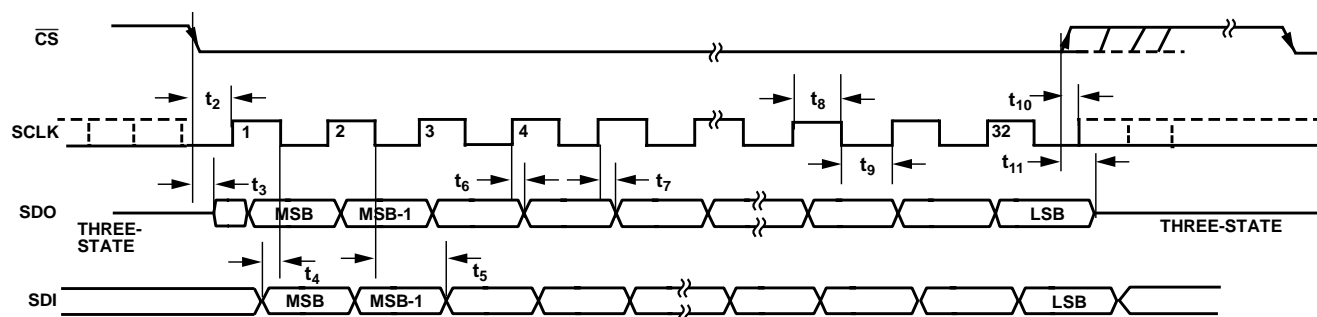 CS
t2
t8
t10
SCLK
1
2
3
4
32
t3
t6
t7
t9
t11
SDO
MSB
MSB-1
LSB
THREE-
STATE
THREE-STATE
t4
t5
SDI
MSB
MSB-1
LSB